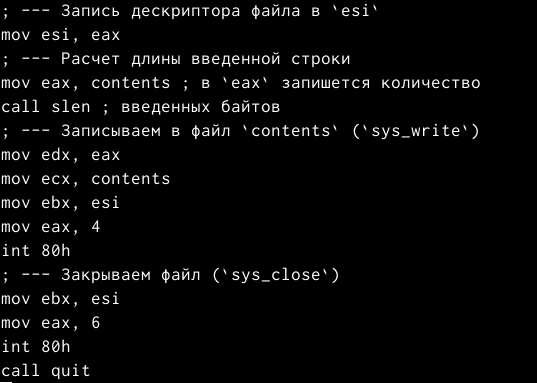 ; --- Запись дескриптора файла в `esi`
mov esi, eax
; --- Расчет длины введенной строки
mov eax, contents ; в `eax` запишется количество
call slen ; введенных байтов
; --- Записываем в файл `contents` (`sys_write`)
mov edx, eax
mov ecx, contents
mov ebx, esi
mov eax, 4
int 80h
; --- Закрываем файл (`sys_close`)
mov ebx, esi
mov eax, 6
int 80h
call quit